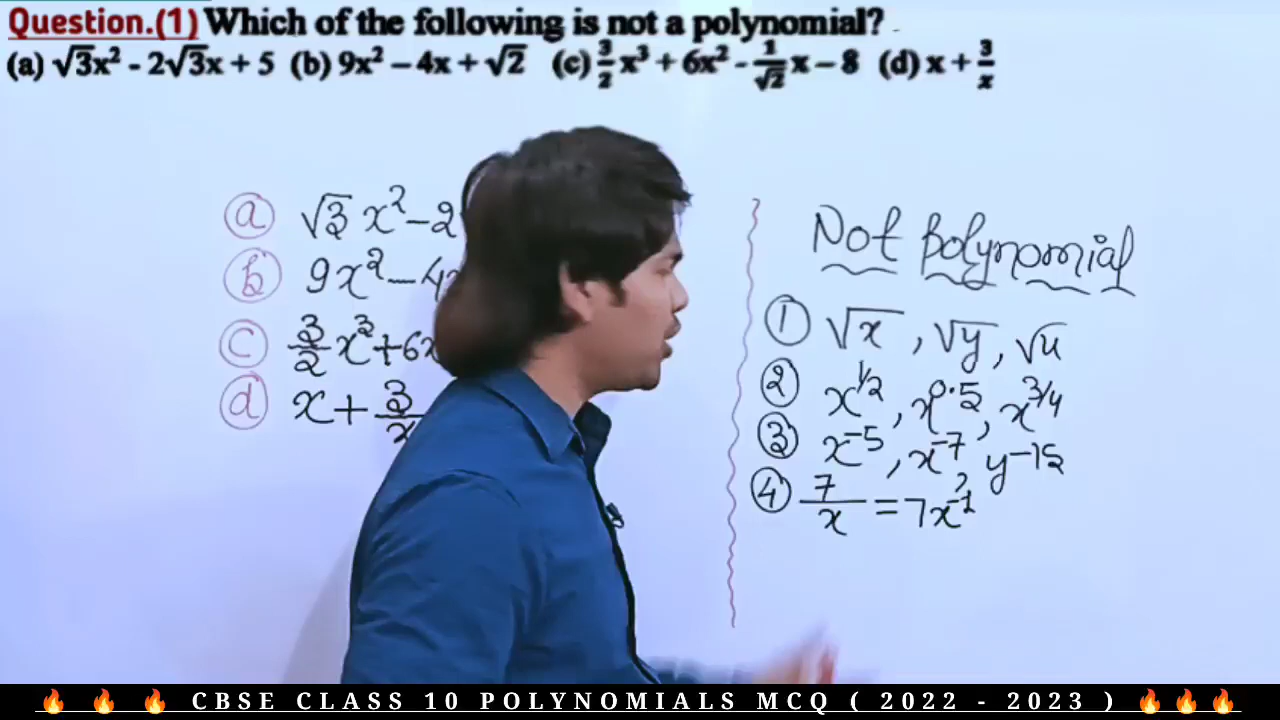 Question.(1) Which of the following is not a polynomial?
(a) √3x² - 2√3x + 5 (b) 9x² – 4x + √2 (c) 3/2 x³ + 6x² - 1/√2 x – 8 (d) x + 3/x
ⓐ √3 x² – 2
ⓑ 9x² – 4x
ⓒ 3/2 x³ + 6x
ⓓ x + 3/x
Not polynomial
① √x , √y , √u
② x^1/2 , x^0.5 , x^3/4
③ x^–5 , x^–7 , y^–15
④ 7/x = 7x^–1
🔥 🔥 🔥 CBSE CLASS 10 POLYNOMIALS MCQ ( 2022 - 2023 ) 🔥 🔥 🔥